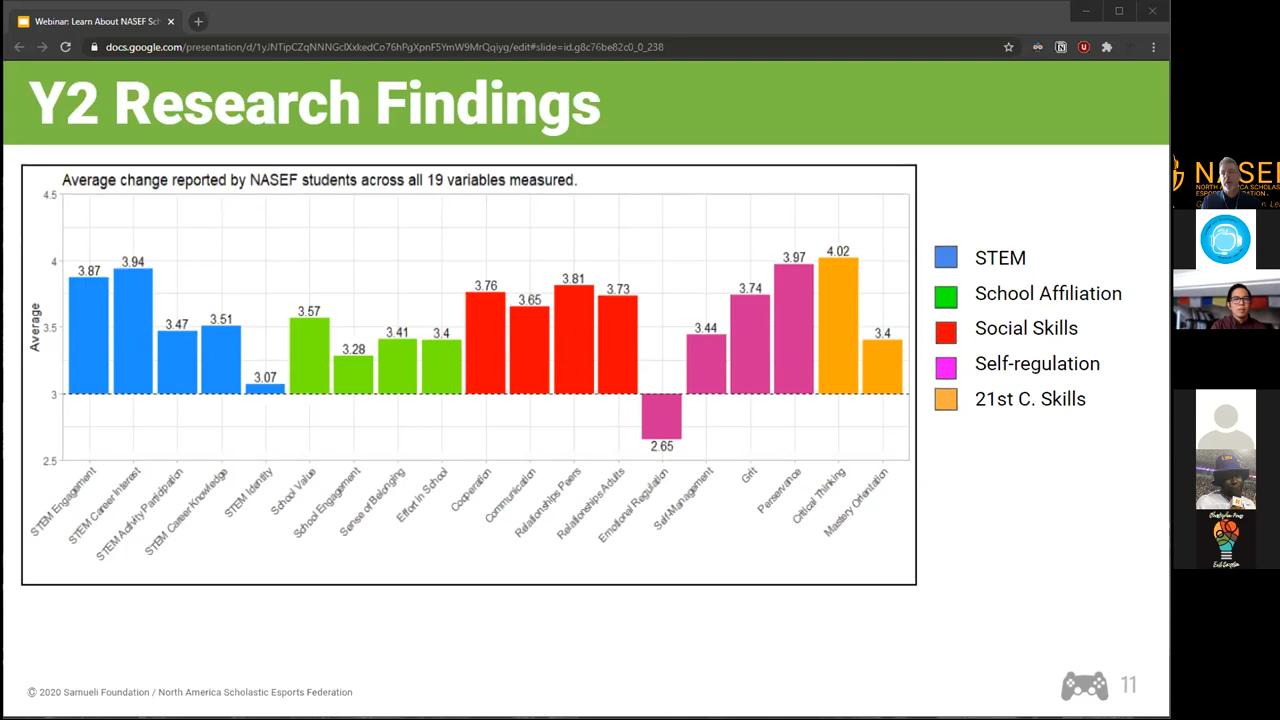 Webinar: Learn About NASEF Sch
docs.google.com/presentation/d/1yJNTipCZqNNNGclXxkedCo76hPgXpnF5YmW9MrQqiyg/edit#slide=id.g8c76be82c0_0_238
Y2 Research Findings
Average change reported by NASEF students across all 19 variables measured.
4.5
4
3.5
3
2.5
Average
3.87
3.94
3.47
3.51
3.07
3.57
3.28
3.41
3.4
3.76
3.65
3.81
3.73
2.65
3.44
3.74
3.97
4.02
3.4
STEM Engagement
STEM Career Interest
STEM Activity Participation
STEM Career Knowledge
STEM Identity
School Value
School Engagement
Sense of Belonging
Effort in School
Cooperation
Communication
Relationships Peers
Relationships Adults
Emotional Regulation
Self-Management
Grit
Perservance
Critical Thinking
Mastery Orientation
STEM
School Affiliation
Social Skills
Self-regulation
21st C. Skills
© 2020 Samueli Foundation / North America Scholastic Esports Federation
11
NASEF
NORTH AMERICA SCHOLAS
ESPORTS